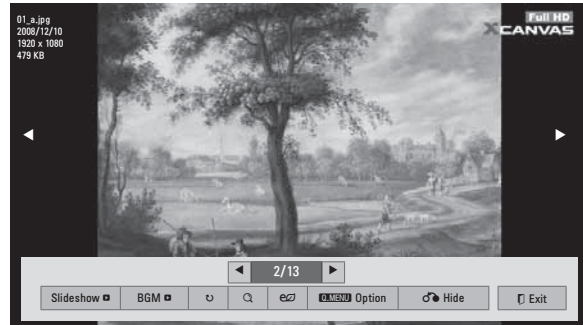 01_a.jpg
2008/12/10
1920 x 1080
479 KB
Full HD
XCANVAS
2/13
Slideshow
BGM
Q.MENU Option
Hide
Exit